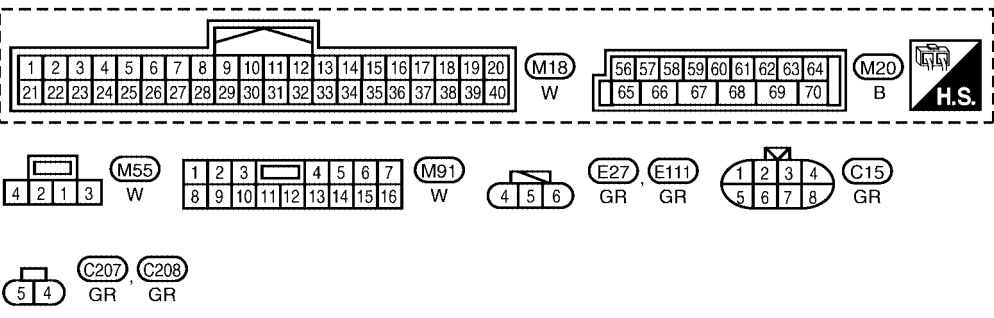 1 2 3 4 5 6 7 8 9 10 11 12 13 14 15 16 17 18 19 20
21 22 23 24 25 26 27 28 29 30 31 32 33 34 35 36 37 38 39 40
M18
W
56 57 58 59 60 61 62 63 64
65 66 67 68 69 70
M20
B
H.S.
4 2 1 3
M55
W
1 2 3 4 5 6 7
8 9 10 11 12 13 14 15 16
M91
W
4 5 6
E27 , E111
GR GR
1 2 3 4
5 6 7 8
C15
GR
5 4
C207 , C208
GR GR